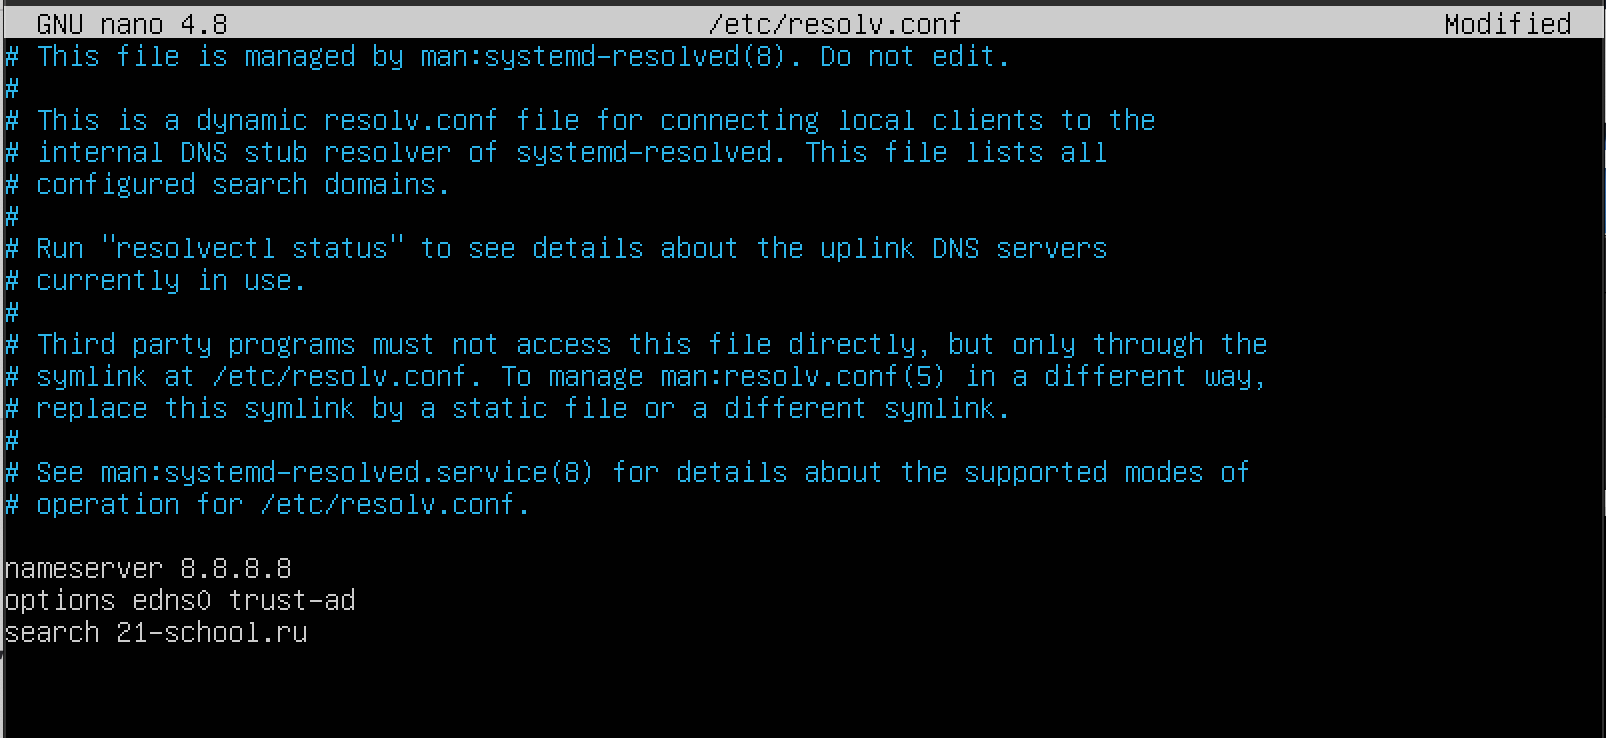 GNU nano 4.8 /etc/resolv.conf Modified
# This file is managed by man:systemd-resolved(8). Do not edit.
#
# This is a dynamic resolv.conf file for connecting local clients to the
# internal DNS stub resolver of systemd-resolved. This file lists all
# configured search domains.
#
# Run "resolvectl status" to see details about the uplink DNS servers
# currently in use.
#
# Third party programs must not access this file directly, but only through the
# symlink at /etc/resolv.conf. To manage man:resolv.conf(5) in a different way,
# replace this symlink by a static file or a different symlink.
#
# See man:systemd-resolved.service(8) for details about the supported modes of
# operation for /etc/resolv.conf.
nameserver 8.8.8.8
options edns0 trust-ad
search 21-school.ru